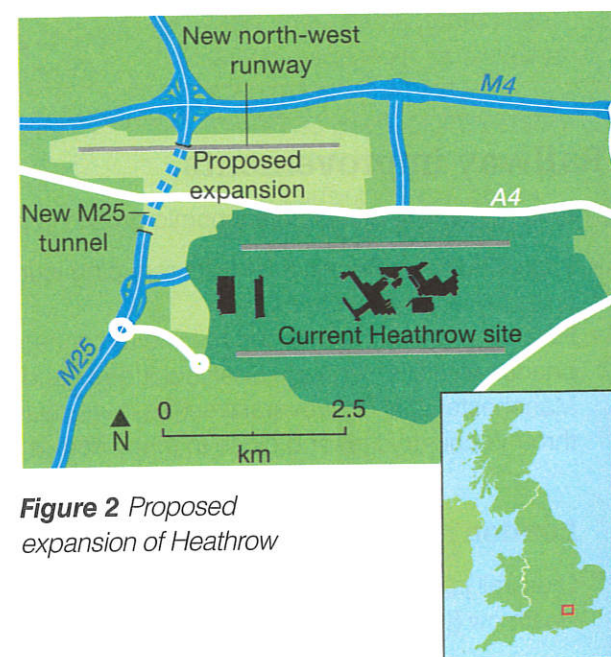 New north-west
runway
M4
Proposed
expansion
A4
New M25
tunnel
Current Heathrow site
M25
N
0 2.5
km
Figure 2 Proposed
expansion of Heathrow